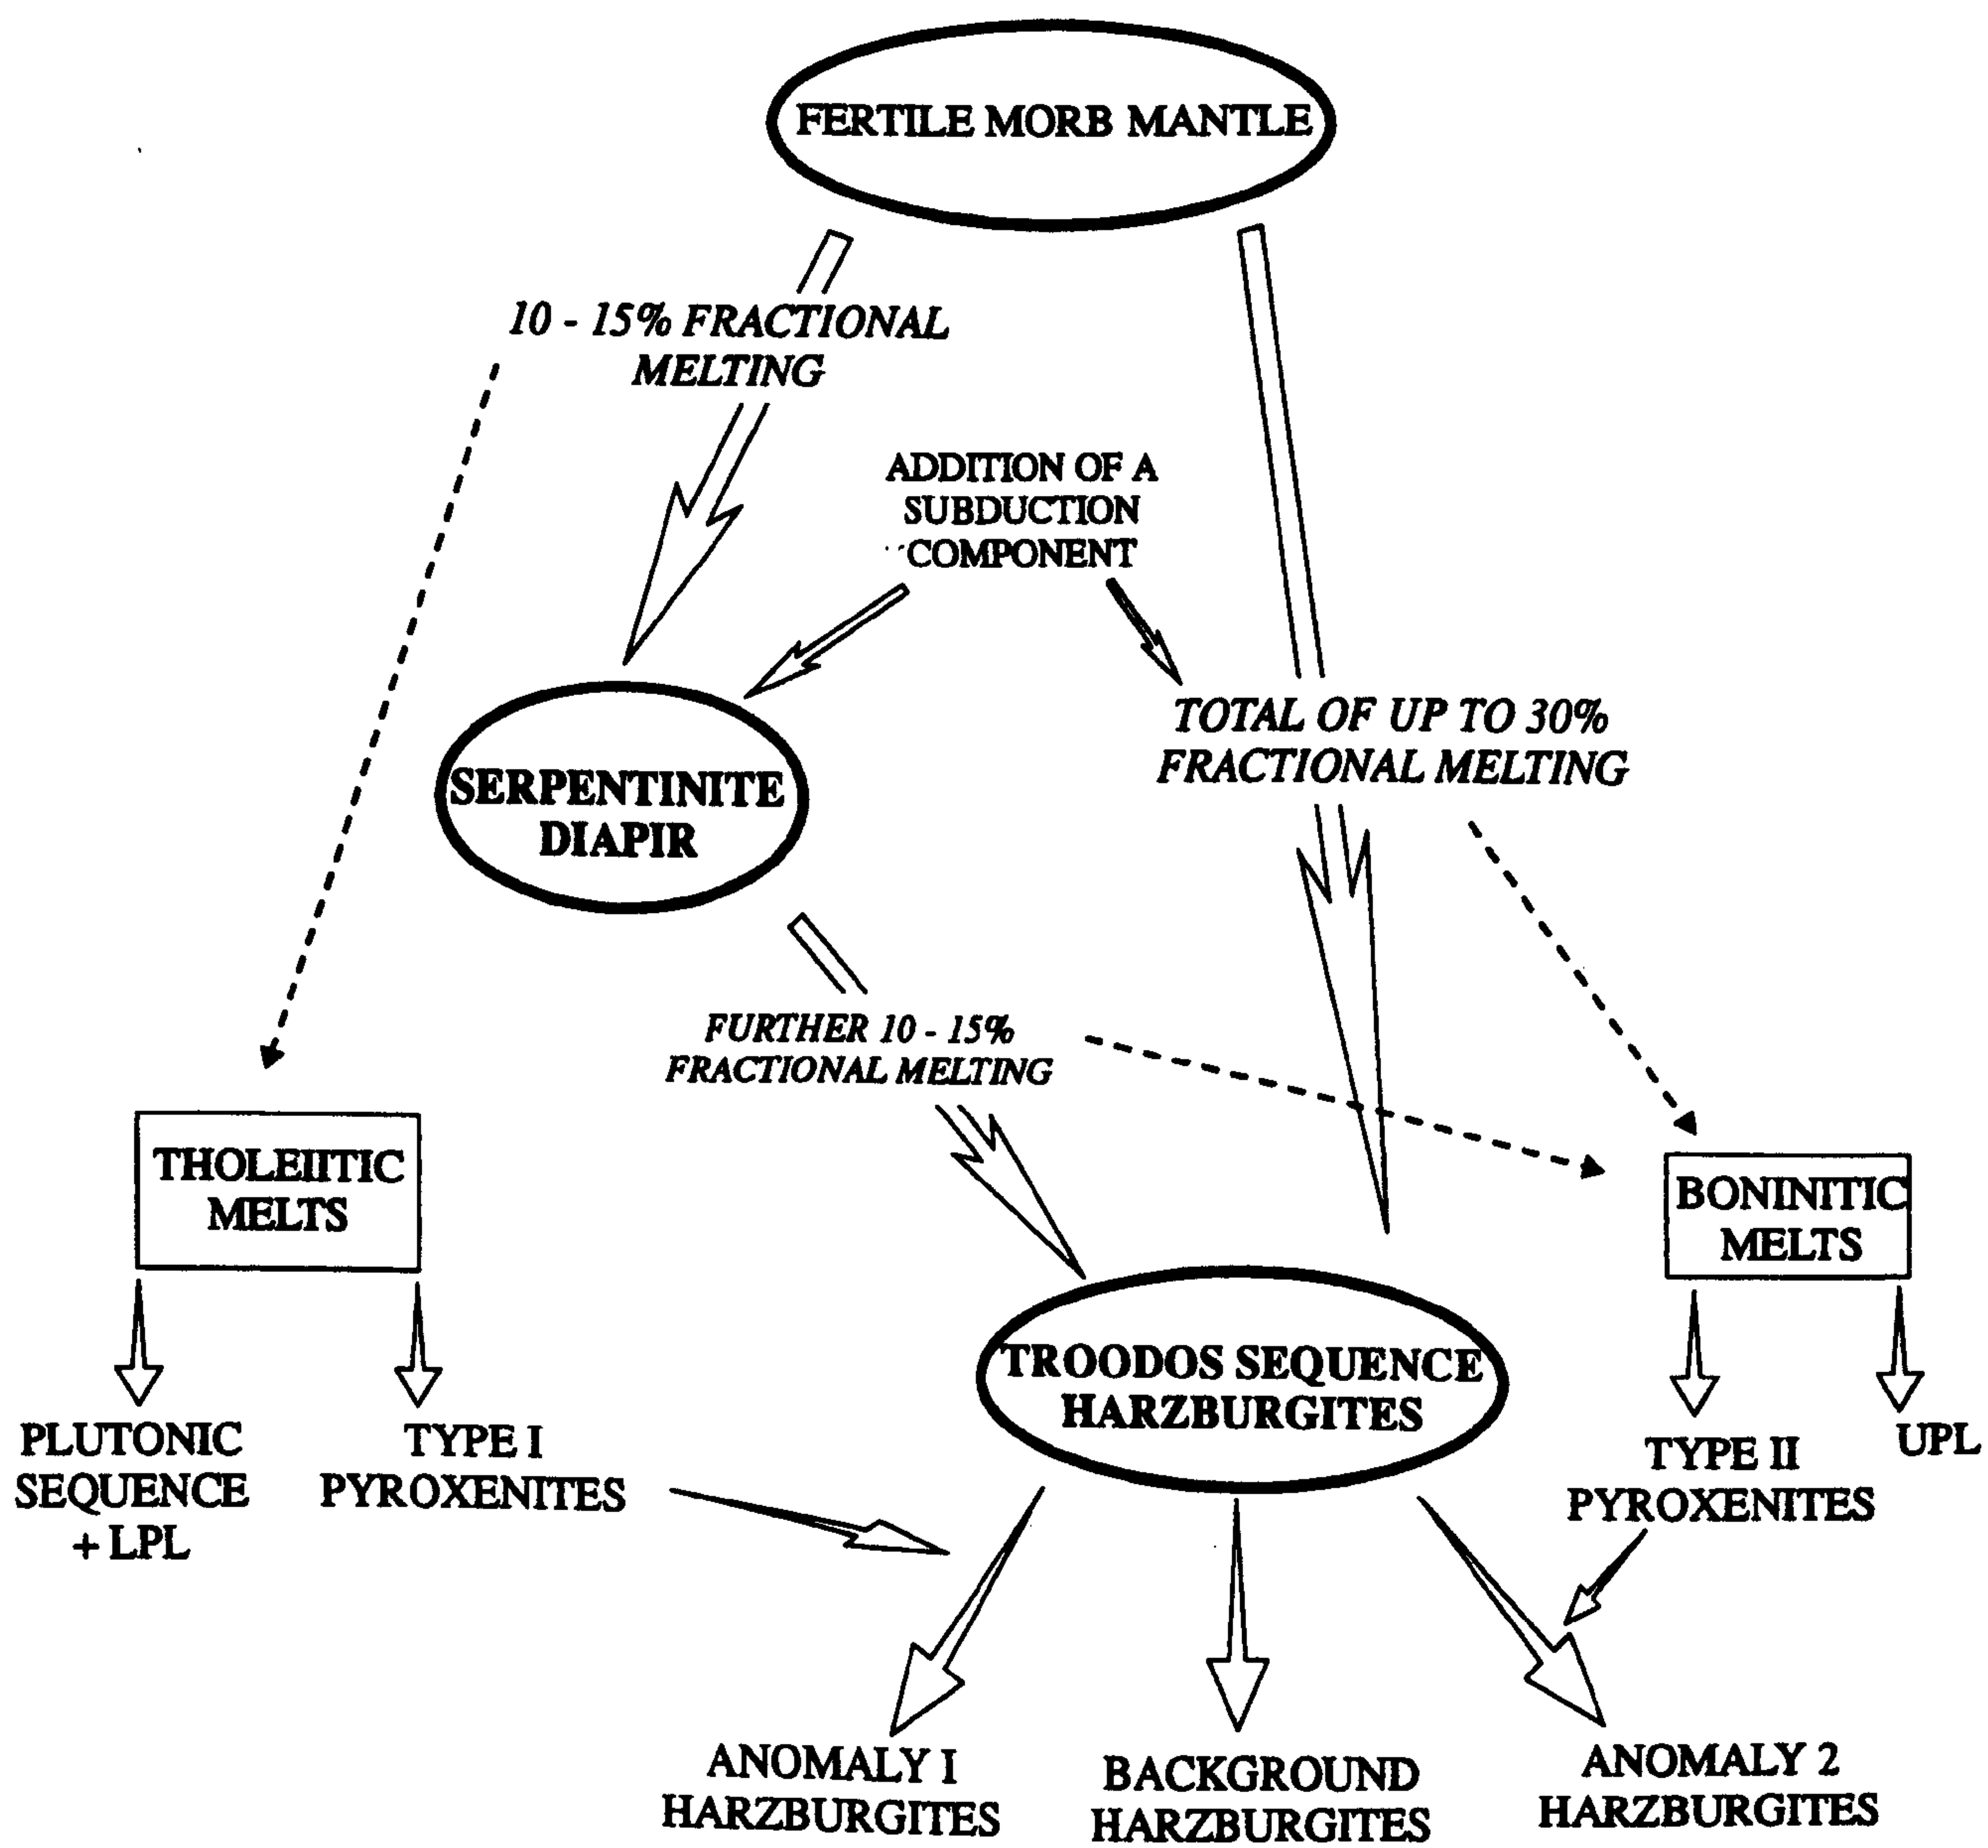 FERTILE MORB MANTLE
10 - 15% FRACTIONAL
MELTING
ADDITION OF A
SUBDUCTION
COMPONENT
TOTAL OF UP TO 30%
FRACTIONAL MELTING
SERPENTINITE
DIAPIR
FURTHER 10 - 15%
FRACTIONAL MELTING
THOLEIITIC
MELTS
BONINITIC
MELTS
TROODOS SEQUENCE
HARZBURGITES
PLUTONIC
SEQUENCE
+ LPL
TYPE I
PYROXENITES
TYPE II
PYROXENITES
UPL
ANOMALY I
HARZBURGITES
BACKGROUND
HARZBURGITES
ANOMALY 2
HARZBURGITES